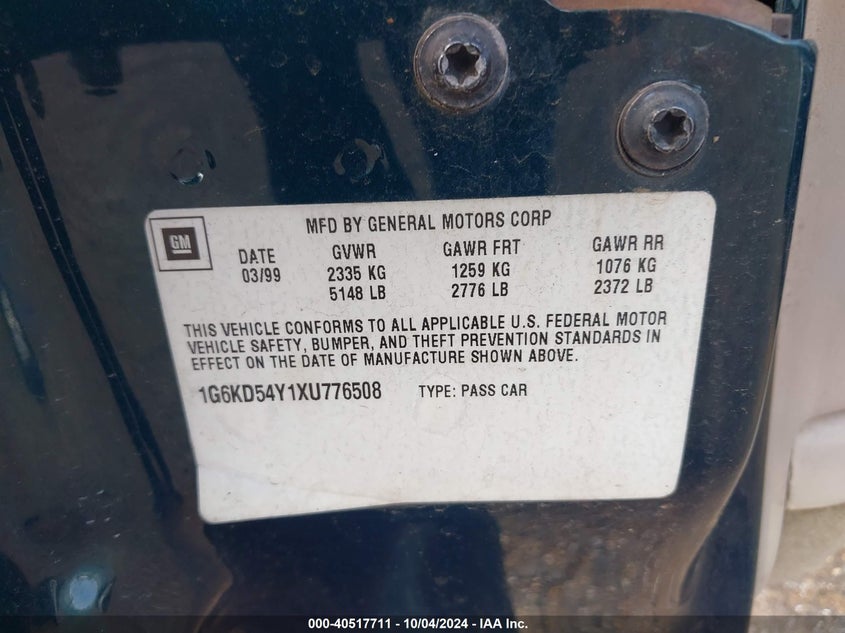 MFD BY GENERAL MOTORS CORP
GM
DATE GVWR GAWR FRT GAWR RR
03/99 2335 KG 1259 KG 1076 KG
5148 LB 2776 LB 2372 LB
THIS VEHICLE CONFORMS TO ALL APPLICABLE U.S. FEDERAL MOTOR
VEHICLE SAFETY, BUMPER, AND THEFT PREVENTION STANDARDS IN
EFFECT ON THE DATE OF MANUFACTURE SHOWN ABOVE.
1G6KD54Y1XU776508 TYPE: PASS CAR
000-40517711 - 10/04/2024 - IAA Inc.